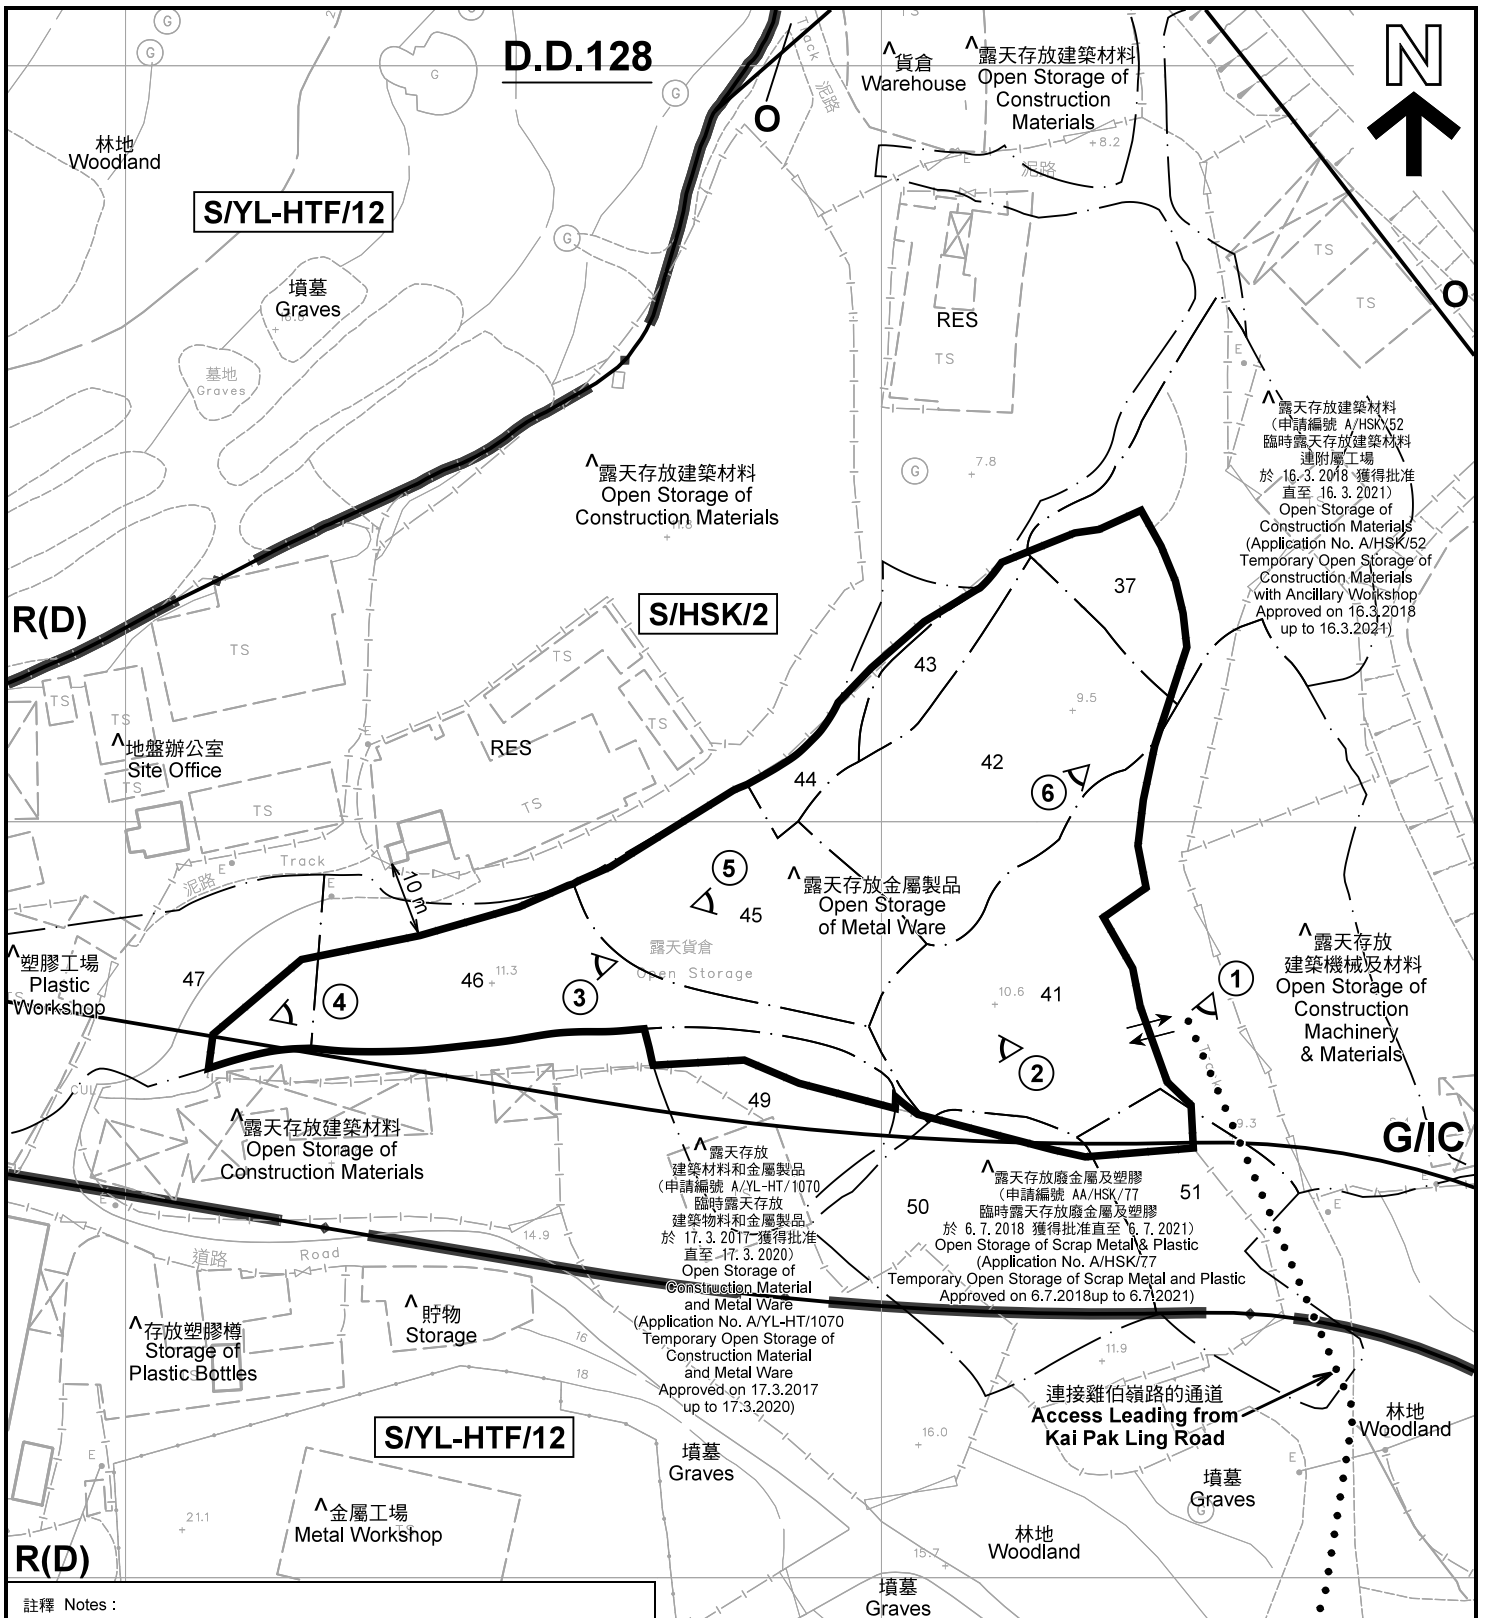 D.D.128
N
^貨倉
Warehouse
^露天存放建築材料
Open Storage of
Construction
Materials
Track
泥路
TS
G
G
G
G
O
林地
Woodland
S/YL-HTF/12
E
+8.2
泥路
G
TS
TS
O
墳墓
Graves
墓地
Graves
RES
TS
E
^露天存放建築材料
(申請編號 A/HSK/52
臨時露天存放建築材料
連附屬工場
於 16.3.2018 獲得批准
直至 16.3.2021)
Open Storage of
Construction Materials
(Application No. A/HSK/52
Temporary Open Storage of
Construction Materials
with Ancillary Workshop
Approved on 16.3.2018
up to 16.3.2021)
^露天存放建築材料
Open Storage of
Construction Materials
G
+7.8
37
R(D)
S/HSK/2
TS
TS
43
+9.5
TS
TS
TS
^地盤辦公室
Site Office
TS
RES
TS
TS
44
42
6
E
Track
泥路
E
10 m
5
45
^露天存放金屬製品
Open Storage
of Metal Ware
露天貨倉
Open Storage
^塑膠工場
Plastic
Workshop
47
46
+11.3
3
4
^露天存放
建築機械及材料
Open Storage of
Construction
Machinery
& Materials
1
+10.6
41
2
Track
CUL
49
+9.3
G/IC
^露天存放建築材料
Open Storage of
Construction Materials
^露天存放
建築材料和金屬製品
(申請編號 A/YL-HT/1070
臨時露天存放
建築物料和金屬製品
於 17.3.2017 獲得批准
直至 17.3.2020)
Open Storage of
Construction Material
and Metal Ware
(Application No. A/YL-HT/1070
Temporary Open Storage of
Construction Material
and Metal Ware
Approved on 17.3.2017
up to 17.3.2020)
50
^露天存放廢金屬及塑膠
(申請編號 AA/HSK/77
臨時露天存放廢金屬及塑膠
於 6.7.2018 獲得批准直至 6.7.2021)
Open Storage of Scrap Metal & Plastic
(Application No. A/HSK/77
Temporary Open Storage of Scrap Metal and Plastic
Approved on 6.7.2018up to 6.7.2021)
51
E
E
道路
Road
+14.9
^存放塑膠樽
Storage of
Plastic Bottles
^貯物
Storage
16
18
+11.9
連接雞伯嶺路的通道
Access Leading from
Kai Pak Ling Road
林地
Woodland
S/YL-HTF/12
墳墓
Graves
+16.0
E
E
墳墓
Graves
G
+21.1
^金屬工場
Metal Workshop
TS
林地
Woodland
15.7
R(D)
墳墓
Graves
註釋 Notes :